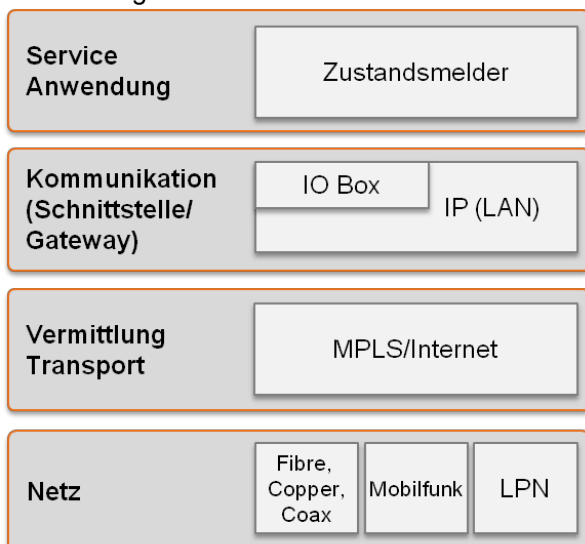 Service
Anwendung
Zustandsmelder
Kommunikation
(Schnittstelle/
Gateway)
IO Box
IP (LAN)
Vermittlung
Transport
MPLS/Internet
Netz
Fibre,
Copper,
Coax
Mobilfunk
LPN